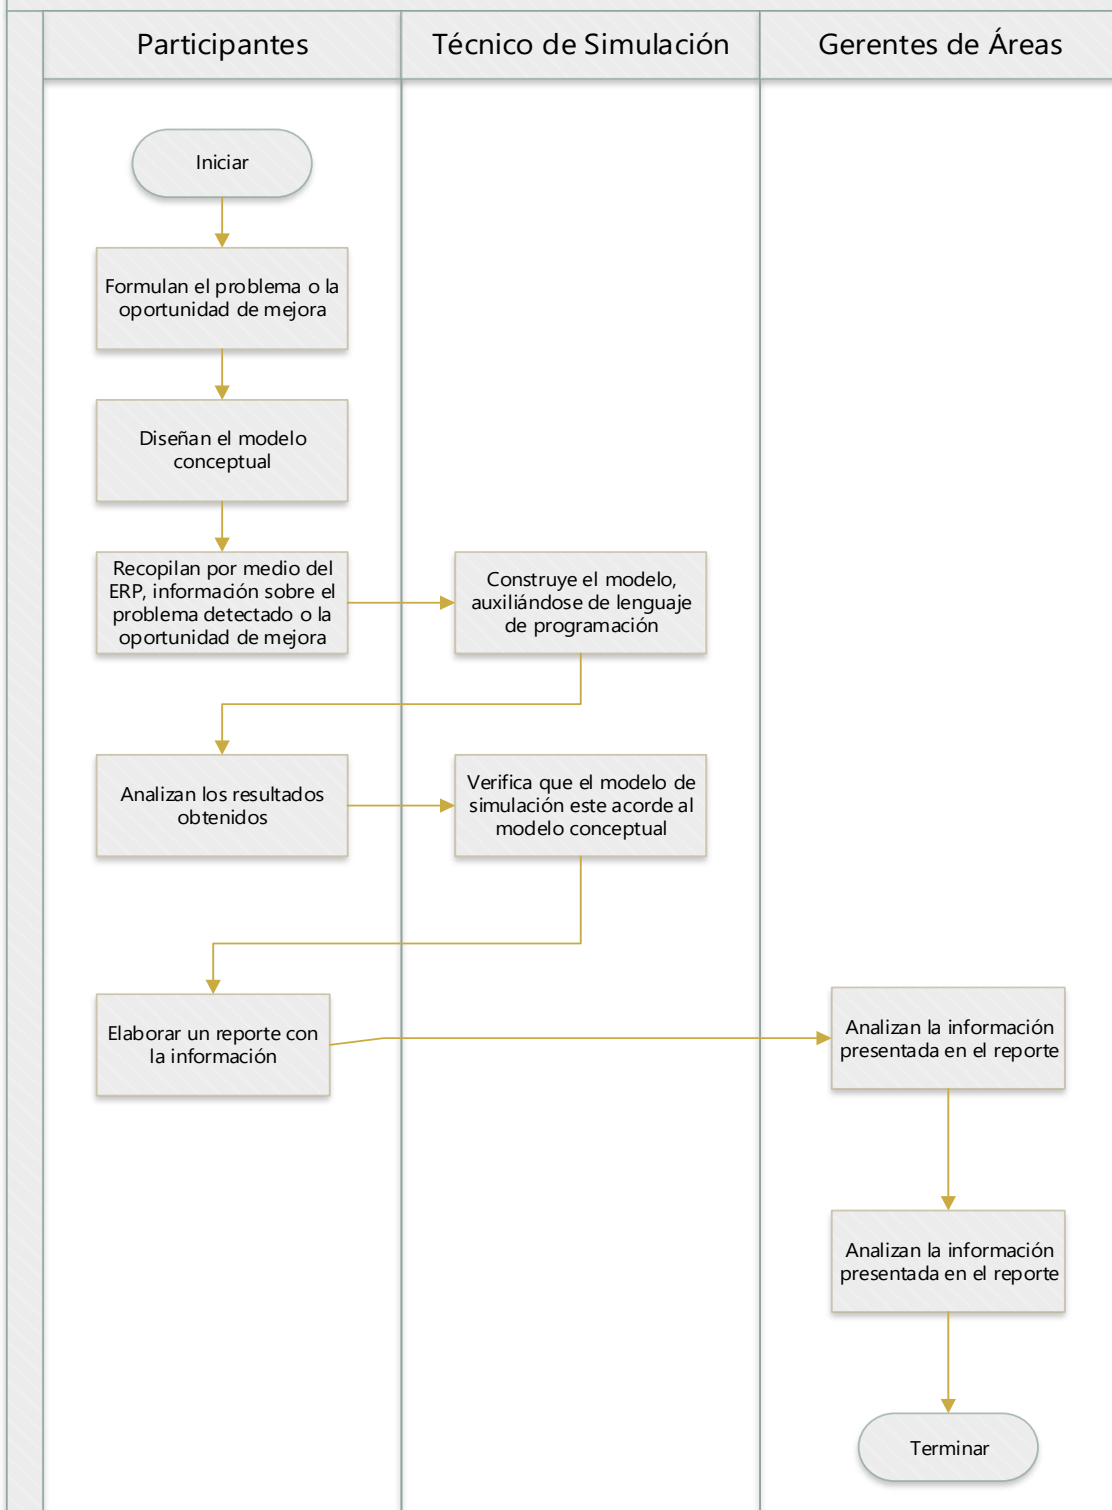 Participantes
Técnico de Simulación
Gerentes de Áreas
Iniciar
Formulan el problema o la
oportunidad de mejora
Diseñan el modelo
conceptual
Recopilan por medio del
ERP, información sobre el
problema detectado o la
oportunidad de mejora
Construye el modelo,
auxiliándose de lenguaje
de programación
Analizan los resultados
obtenidos
Verifica que el modelo de
simulación este acorde al
modelo conceptual
Elaborar un reporte con
la información
Analizan la información
presentada en el reporte
Analizan la información
presentada en el reporte
Terminar